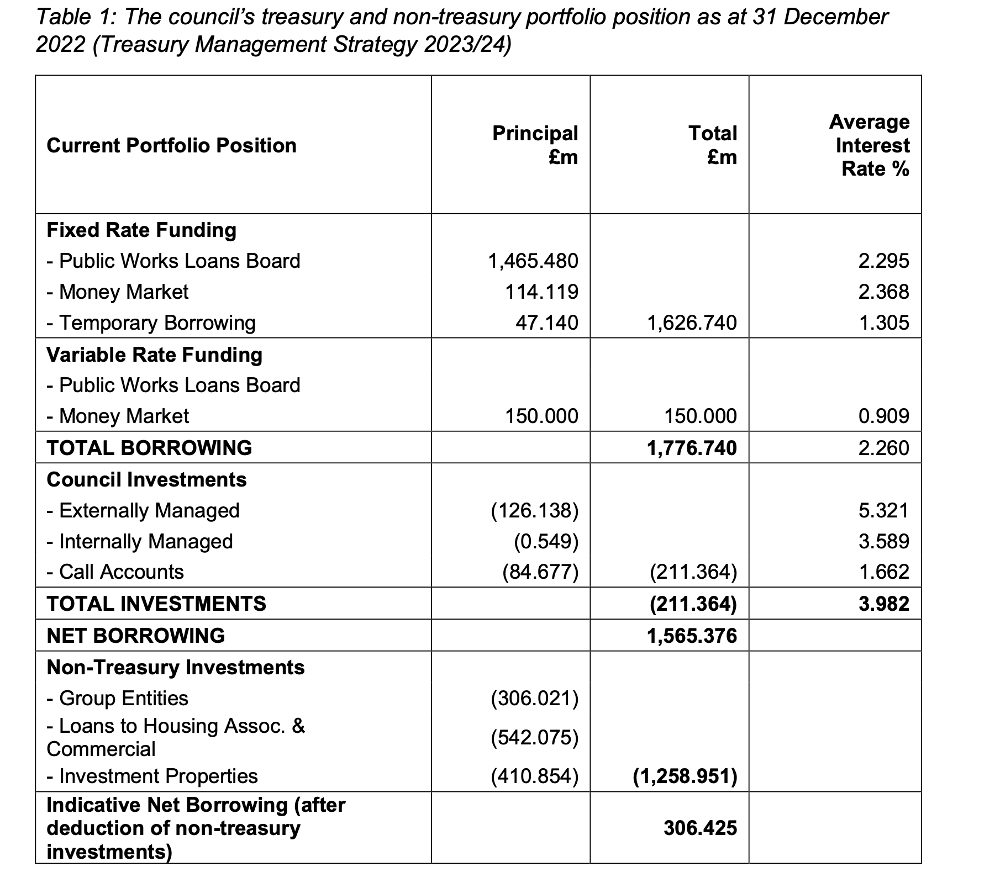 Table 1: The council’s treasury and non-treasury portfolio position as at 31 December
2022 (Treasury Management Strategy 2023/24)
Current Portfolio Position
Principal
£m
Total
£m
Average
Interest
Rate %
Fixed Rate Funding
- Public Works Loans Board 1,465.480 2.295
- Money Market 114.119 2.368
- Temporary Borrowing 47.140 1,626.740 1.305
Variable Rate Funding
- Public Works Loans Board
- Money Market 150.000 150.000 0.909
TOTAL BORROWING 1,776.740 2.260
Council Investments
- Externally Managed (126.138) 5.321
- Internally Managed (0.549) 3.589
- Call Accounts (84.677) (211.364) 1.662
TOTAL INVESTMENTS (211.364) 3.982
NET BORROWING 1,565.376
Non-Treasury Investments
- Group Entities (306.021)
- Loans to Housing Assoc. &
Commercial (542.075)
- Investment Properties (410.854) (1,258.951)
Indicative Net Borrowing (after
deduction of non-treasury 306.425
investments)